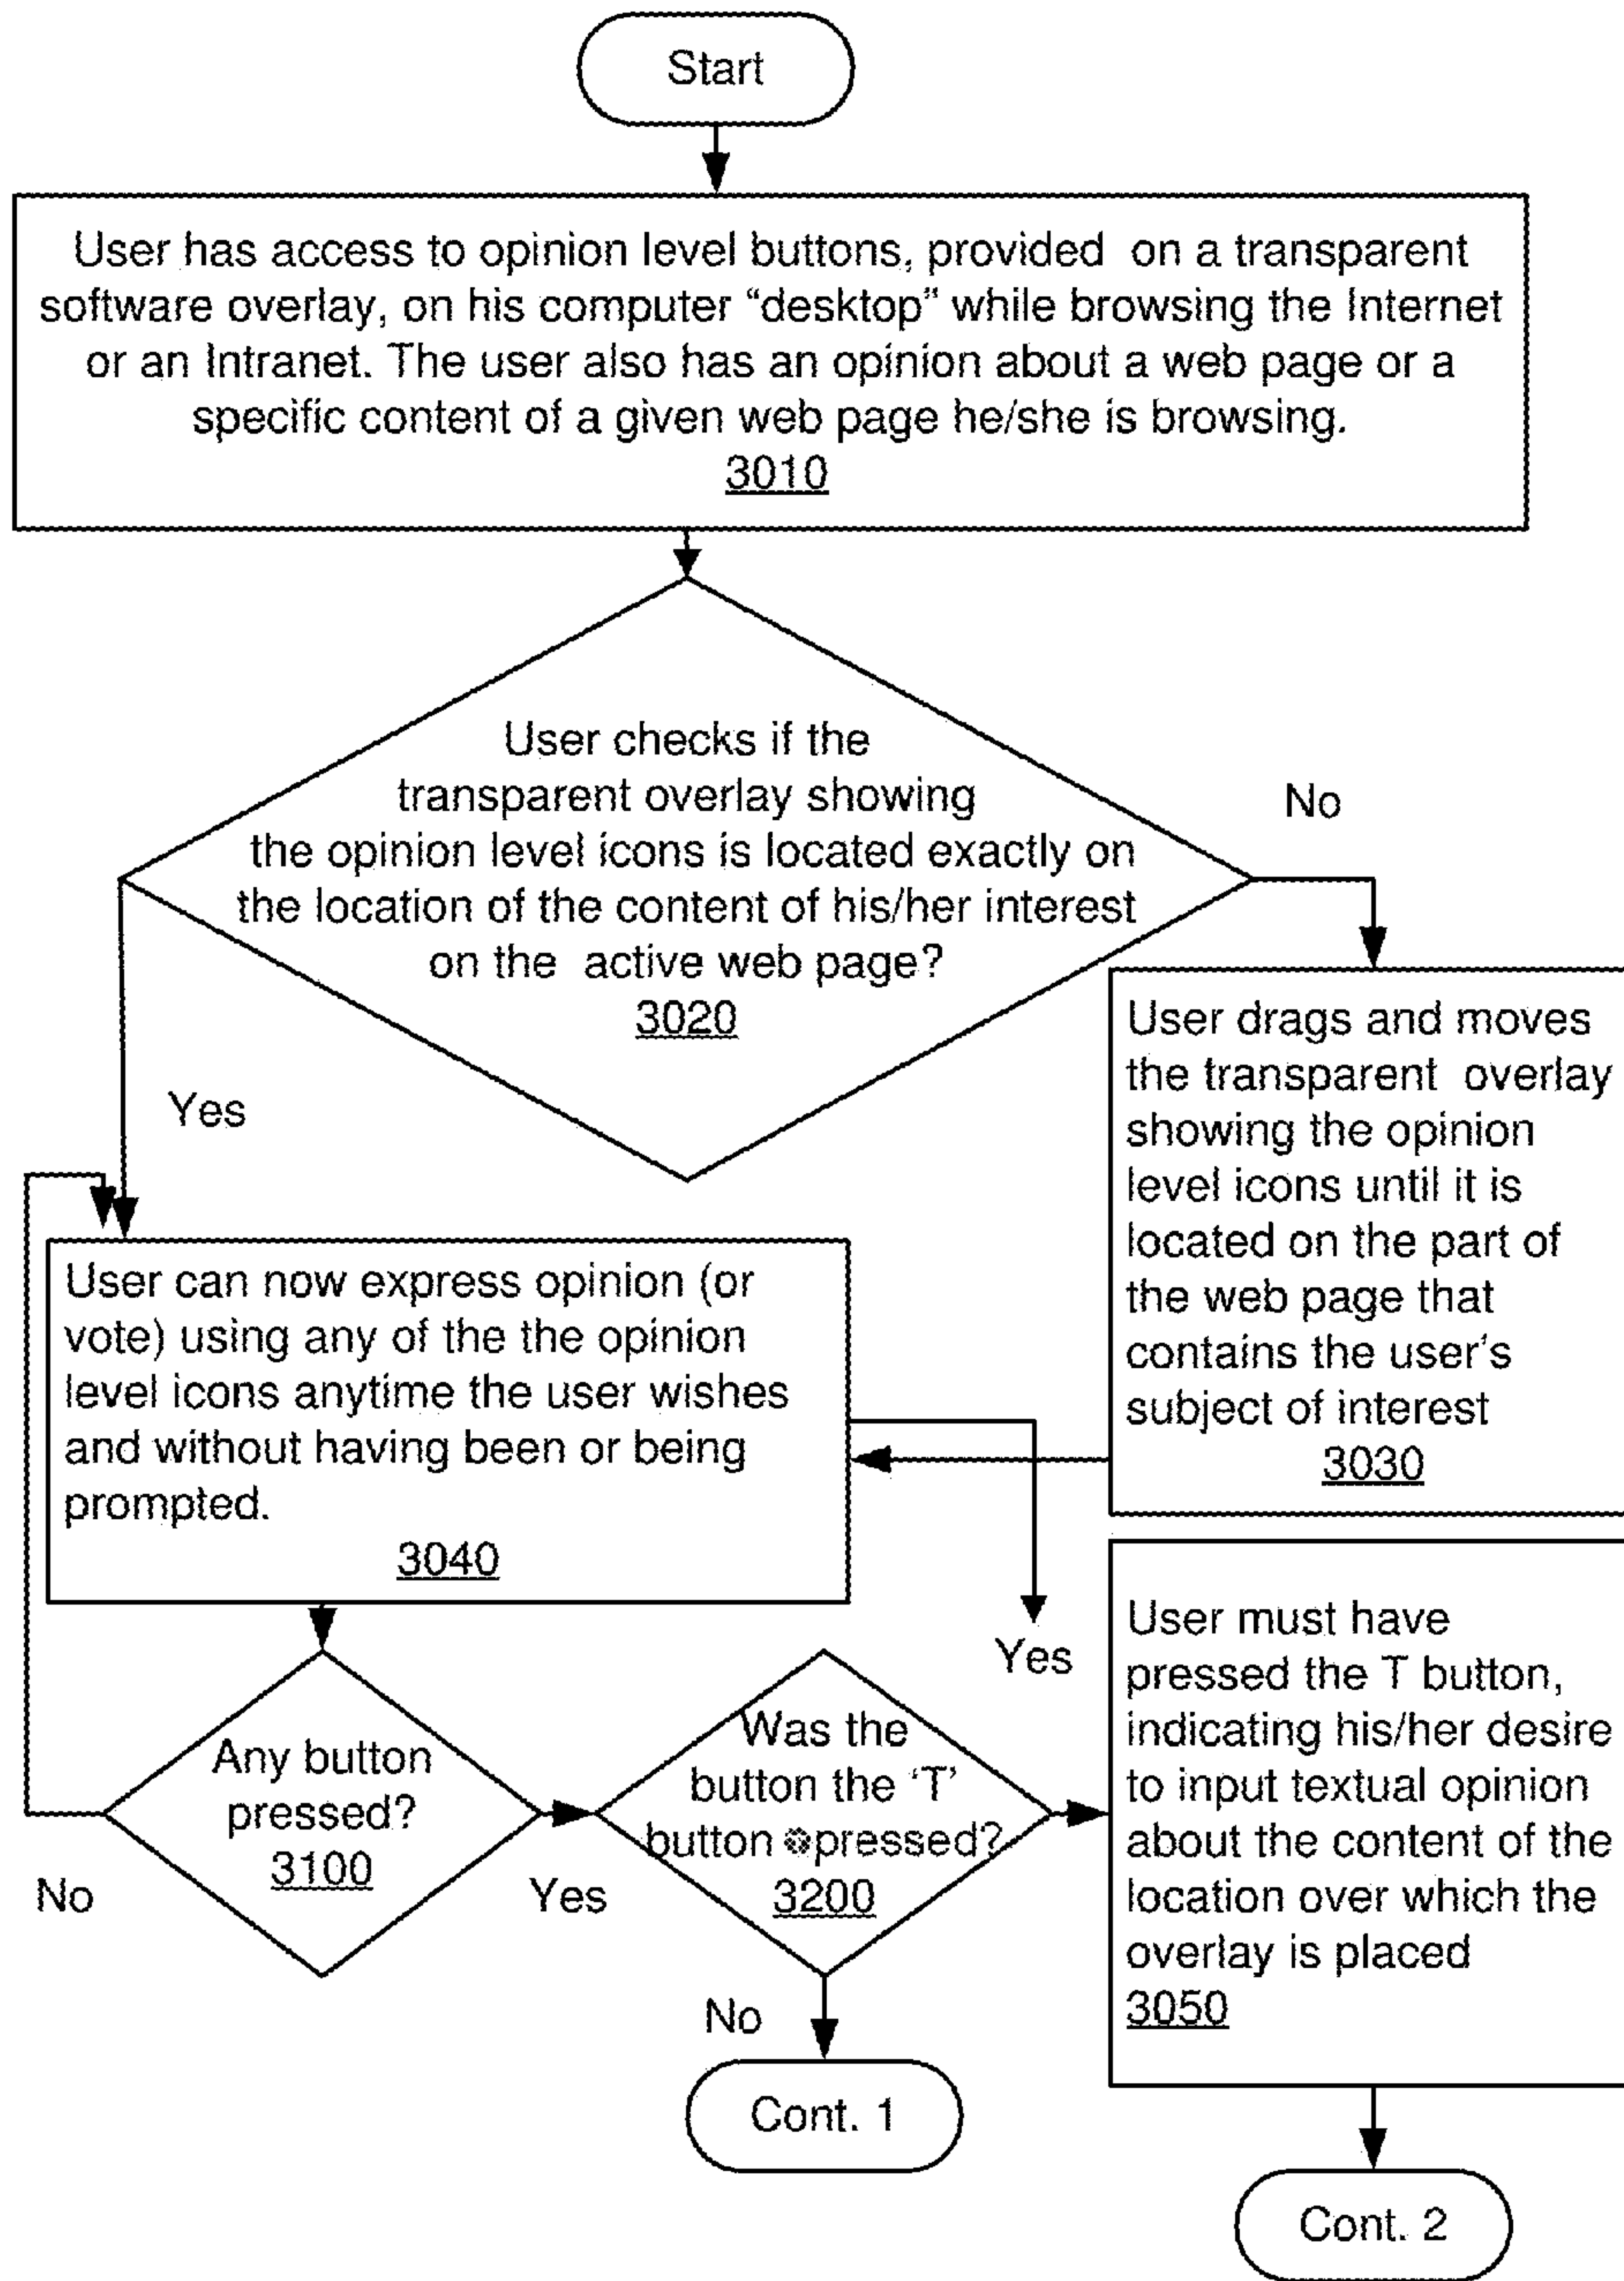 Start
User has access to opinion level buttons, provided on a transparent
software overlay, on his computer “desktop” while browsing the Internet
or an Intranet. The user also has an opinion about a web page or a
specific content of a given web page he/she is browsing.
3010
User checks if the
transparent overlay showing
the opinion level icons is located exactly on
the location of the content of his/her interest
on the active web page?
3020
No
Yes
User drags and moves
the transparent overlay
showing the opinion
level icons until it is
located on the part of
the web page that
contains the user's
subject of interest
3030
User can now express opinion (or
vote) using any of the the opinion
level icons anytime the user wishes
and without having been or being
prompted.
3040
Any button
pressed?
3100
No
Yes
Was the
button the ‘T’
button pressed?
3200
Yes
No
User must have
pressed the T button,
indicating his/her desire
to input textual opinion
about the content of the
location over which the
overlay is placed
3050
Cont. 1
Cont. 2